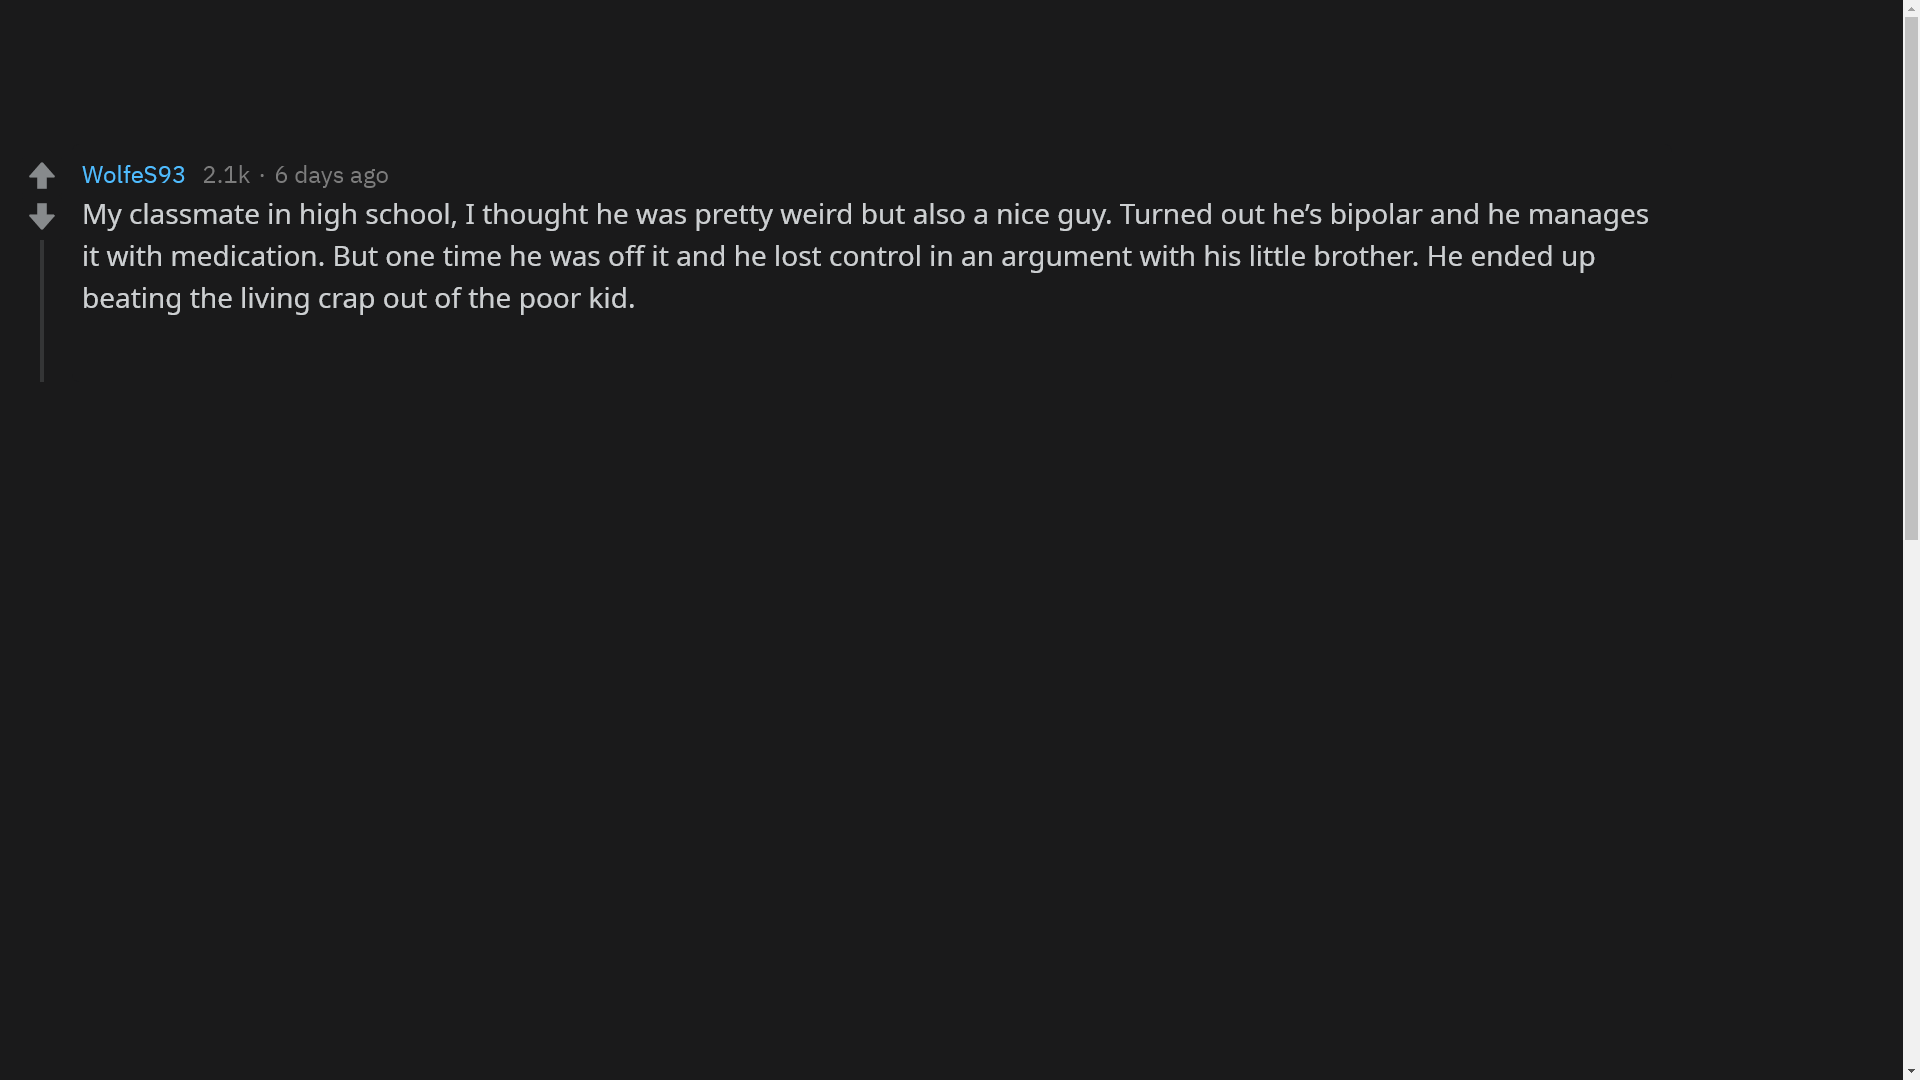 WolfeS93 2.1k · 6 days ago
My classmate in high school, I thought he was pretty weird but also a nice guy. Turned out he’s bipolar and he manages
it with medication. But one time he was off it and he lost control in an argument with his little brother. He ended up
beating the living crap out of the poor kid.